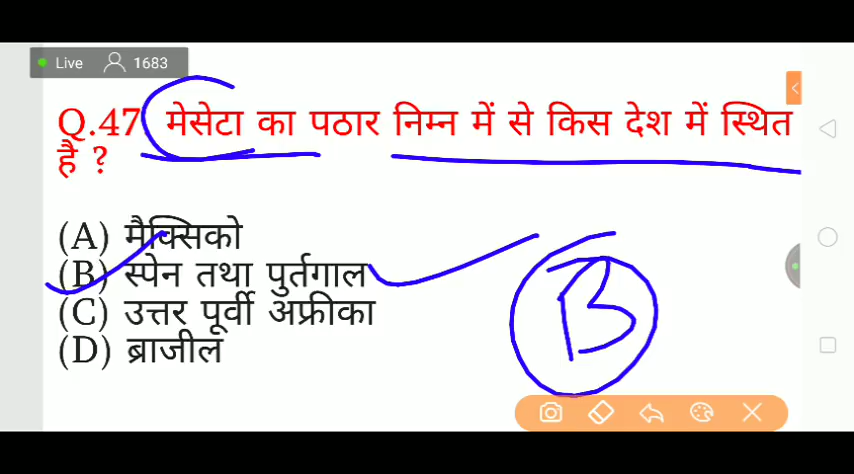 Live 1683
Q.47 मेसेटा का पठार निम्न में से किस देश में स्थित
है ?
(A) मैक्सिको
(B) स्पेन तथा पुर्तगाल
(C) उत्तर पूर्वी अफ्रीका
(D) ब्राजील
B